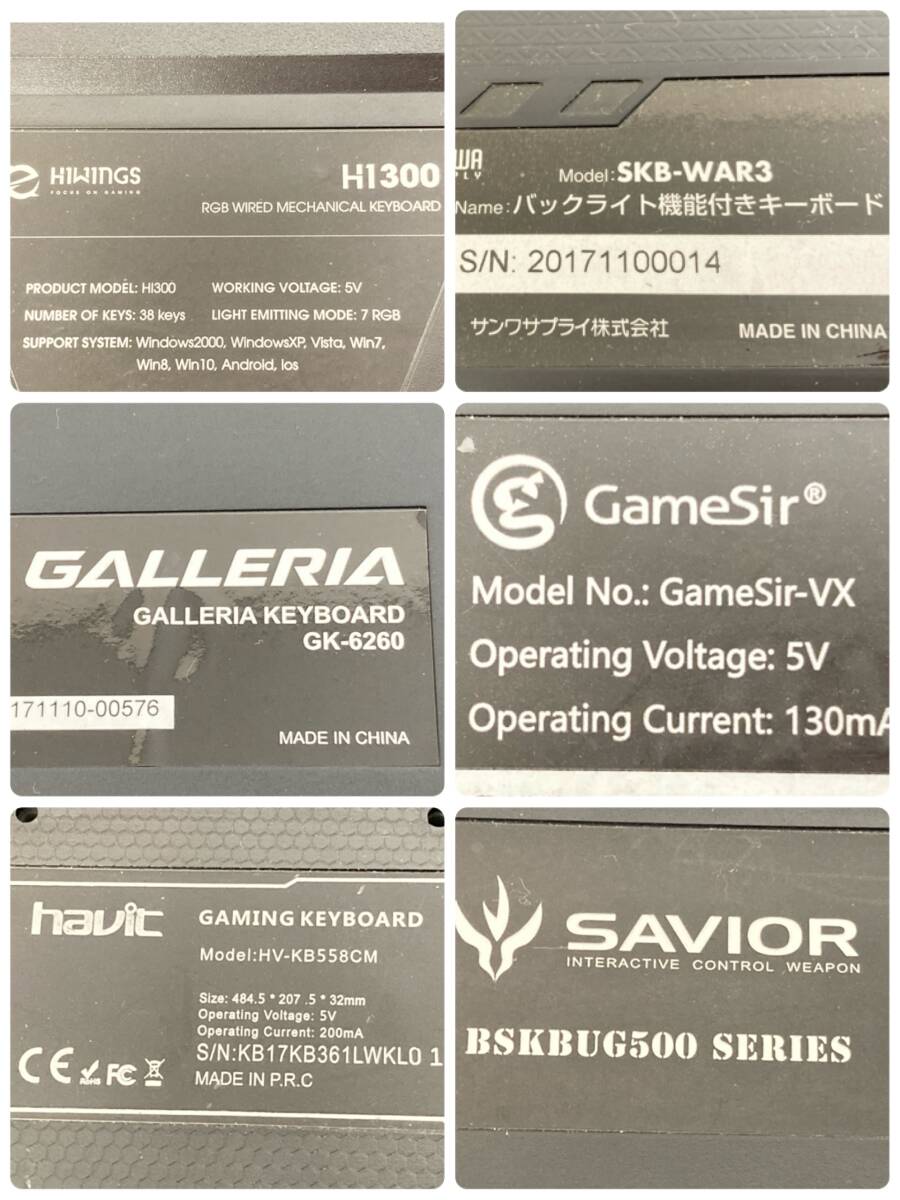 HIWINGS
FOCUS ON GAMING
HI300
RGB WIRED MECHANICAL KEYBOARD
PRODUCT MODEL: HI300 WORKING VOLTAGE: 5V
NUMBER OF KEYS: 38 keys LIGHT EMITTING MODE: 7 RGB
SUPPORT SYSTEM: Windows2000, WindowsXP, Vista, Win7,
Win8, Win10, Android, Ios
WA
PLY
Model: SKB-WAR3
Name: バックライト機能付きキーボード
S/N: 20171100014
サンワサプライ株式会社 MADE IN CHINA
GALLERIA
GALLERIA KEYBOARD
GK-6260
171110-00576
MADE IN CHINA
GameSir®
Model No.: GameSir-VX
Operating Voltage: 5V
Operating Current: 130mA
havit GAMING KEYBOARD
Model:HV-KB558CM
Size: 484.5 * 207 .5 * 32mm
Operating Voltage: 5V
Operating Current: 200mA
S/N:KB17KB361LWKL0 1
CE RoHS FC MADE IN P.R.C
SAVIOR
INTERACTIVE CONTROL WEAPON
BSKBUG500 SERIES